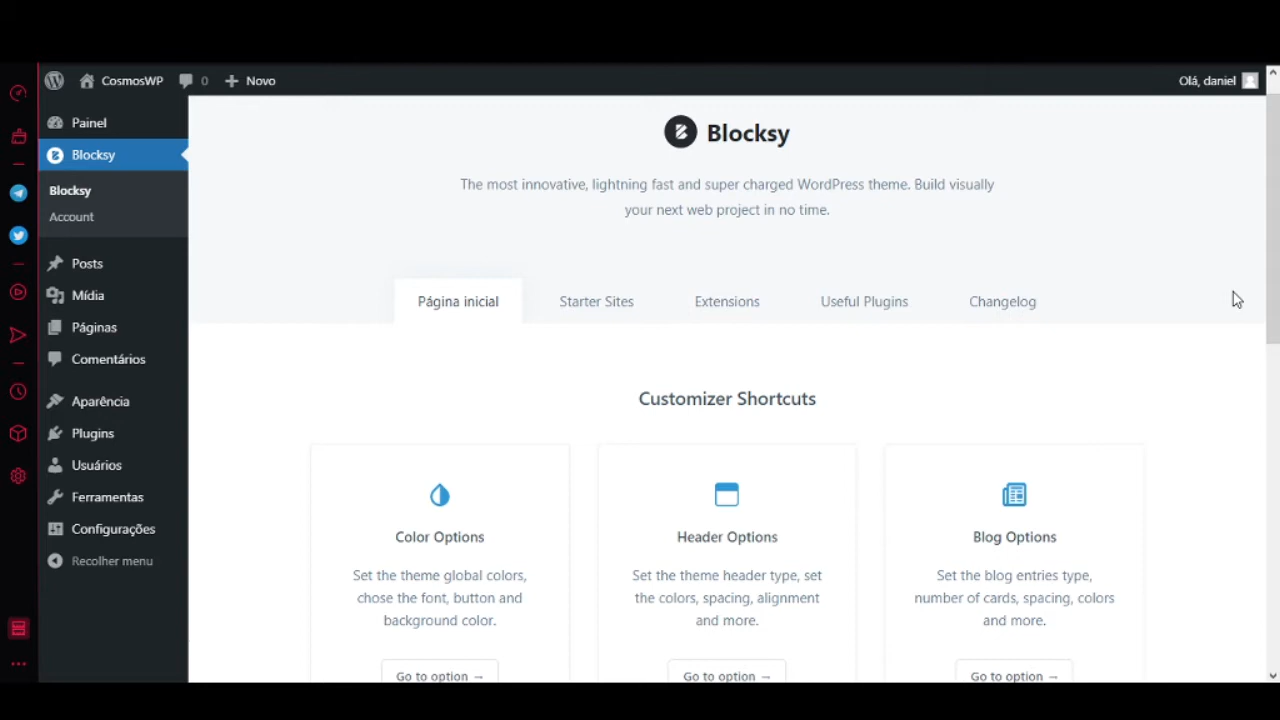 CosmosWP
0
Novo
Olá, daniel
Painel
Blocksy
Blocksy
Account
Posts
Mídia
Páginas
Comentários
Aparência
Plugins
Usuários
Ferramentas
Configurações
Recolher menu
Blocksy
The most innovative, lightning fast and super charged WordPress theme. Build visually
your next web project in no time.
Página inicial
Starter Sites
Extensions
Useful Plugins
Changelog
Customizer Shortcuts
Color Options
Set the theme global colors,
chose the font, button and
background color.
Go to option →
Header Options
Set the theme header type, set
the colors, spacing, alignment
and more.
Go to option →
Blog Options
Set the blog entries type,
number of cards, spacing, colors
and more.
Go to option →